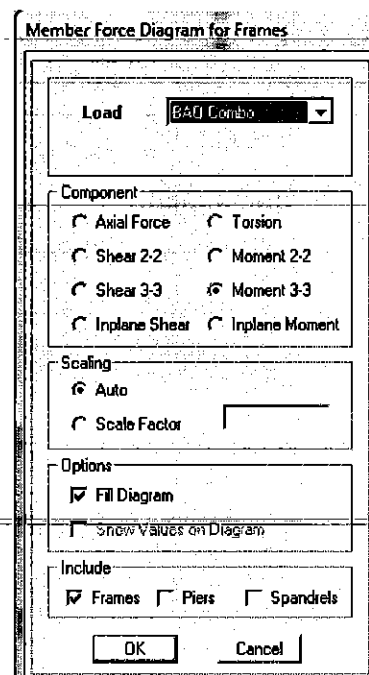 Member Force Diagram for Frames
Load BAO Combo
Component
Axial Force Torsion
Shear 2-2 Moment 2-2
Shear 3-3 Moment 3-3
Inplane Shear Inplane Moment
Scaling
Auto
Scale Factor
Options
Fill Diagram
Show Values on Diagram
Include
Frames Piers Spandrels
OK Cancel